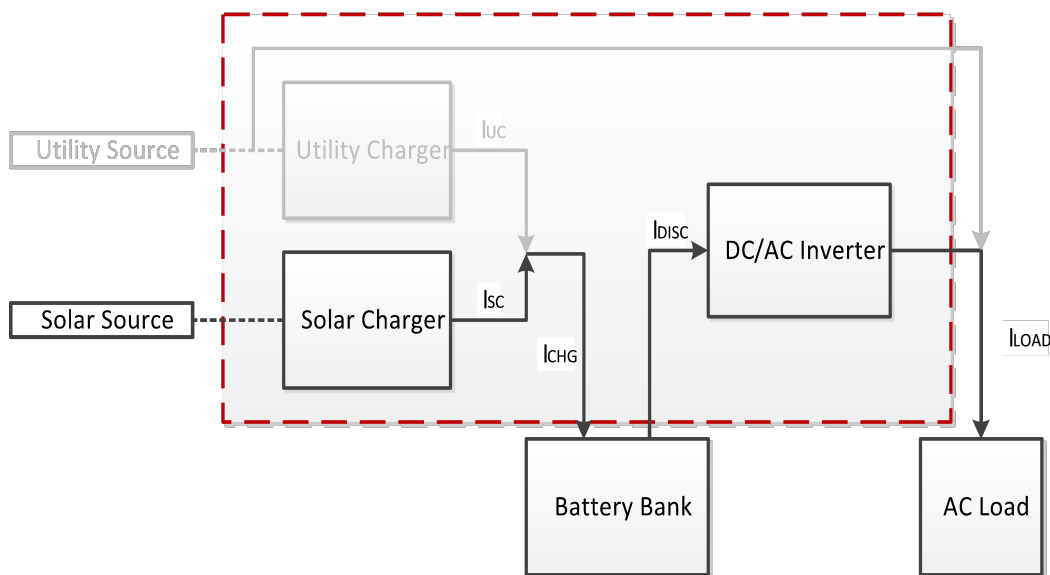 Utility Source
Utility Charger
IUC
Solar Source
Solar Charger
ISC
ICHG
IDISC
DC/AC Inverter
ILOAD
Battery Bank
AC Load